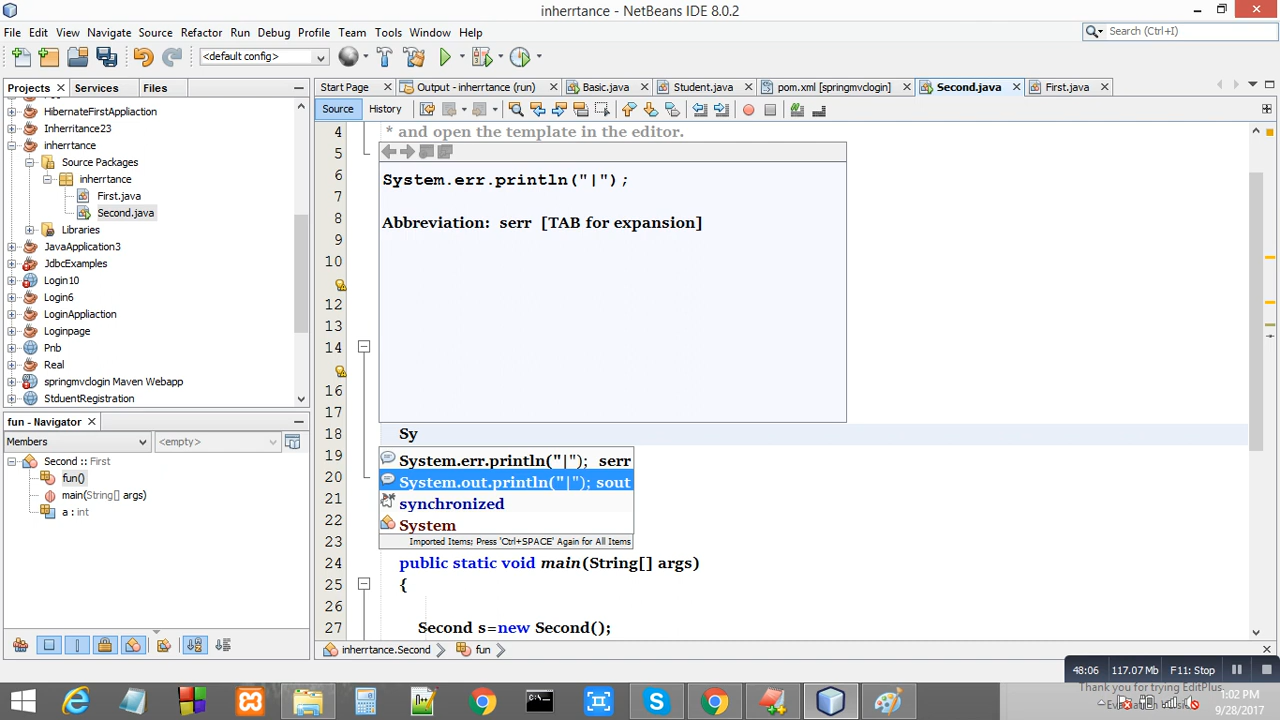 inherrtance - NetBeans IDE 8.0.2
File Edit View Navigate Source Refactor Run Debug Profile Team Tools Window Help
Search (Ctrl+I)
<default config>
Projects Services Files
Start Page Output - inherrtance (run) Basic.java Student.java pom.xml [springmvclogin] Second.java First.java
Source History
HibernateFirstApplication
Inherritance23
inherrtance
Source Packages
inherrtance
First.java
Second.java
Libraries
JavaApplication3
JdbcExamples
Login10
Login6
LoginAppliaction
Loginpage
Pnb
Real
springmvclogin Maven Webapp
StduentRegistration
fun - Navigator
Members <empty>
Second :: First
fun()
main(String[] args)
a : int
4 * and open the template in the editor.
5
6
7
8
9
10
12
13
14
16
17
18 Sy
19
20
21
22
23
24 public static void main(String[] args)
25 {
26
27 Second s=new Second();
System.err.println("|");
Abbreviation: serr [TAB for expansion]
System.err.println("|"); serr
System.out.println("|"); sout
synchronized
System
Imported Items; Press 'Ctrl+SPACE' Again for All Items
inherrtance.Second fun
48:06 117.07 Mb F11: Stop
Thank you for trying EditPlus
1:02 PM
9/28/2017